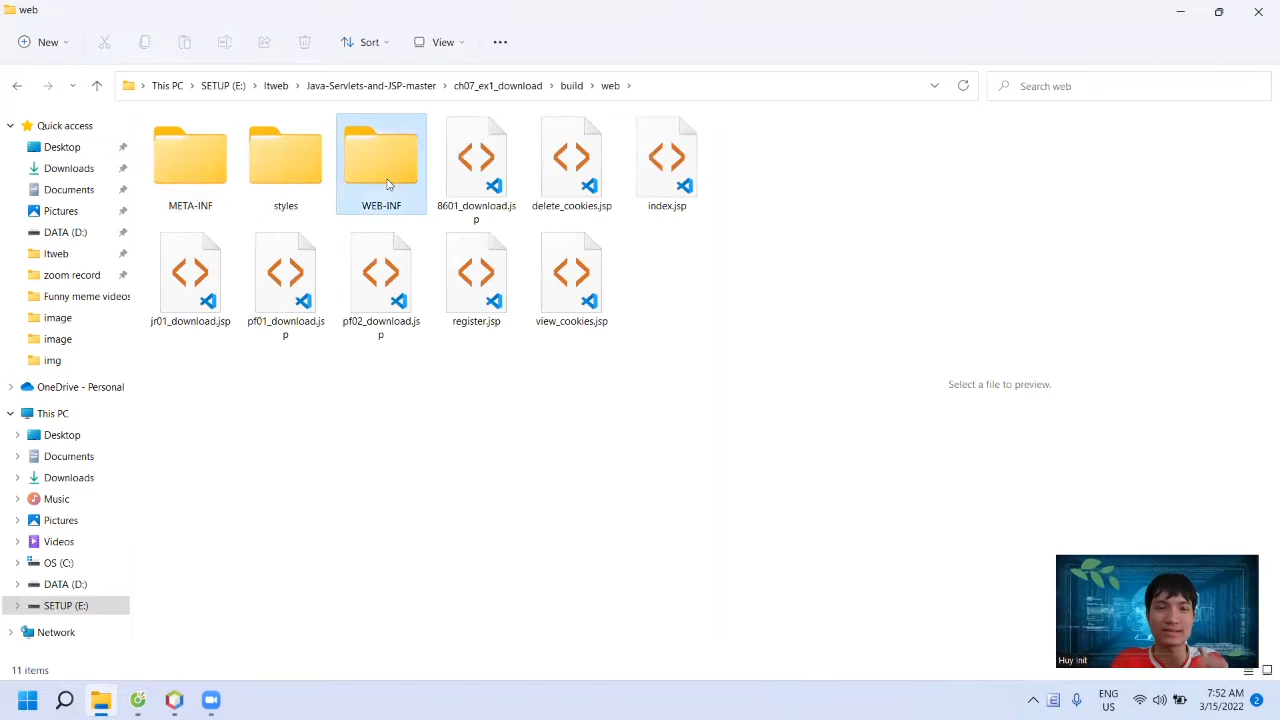 web
New
Sort
View
This PC
SETUP (E:)
ltweb
Java-Servlets-and-JSP-master
ch07_ex1_download
build
web
Search web
Quick access
Desktop
Downloads
Documents
Pictures
DATA (D:)
ltweb
zoom record
Funny meme videos
image
image
img
OneDrive - Personal
This PC
Desktop
Documents
Downloads
Music
Pictures
Videos
OS (C:)
DATA (D:)
SETUP (E:)
Network
META-INF
styles
WEB-INF
8601_download.js
p
delete_cookies.jsp
index.jsp
jr01_download.jsp
pf01_download.js
p
pf02_download.js
p
register.jsp
view_cookies.jsp
Select a file to preview.
Huy Init
11 items
ENG
US
7:52 AM
3/15/2022
2